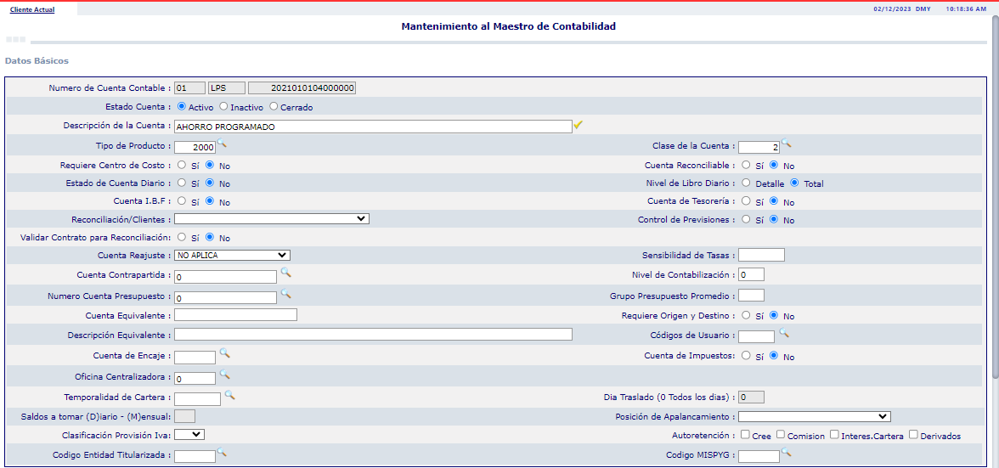 Cliente Actual 02/12/2023 DMY 10:18:36 AM
Mantenimiento al Maestro de Contabilidad
Datos Básicos
Numero de Cuenta Contable : 01 LPS 2021010104000000
Estado Cuenta : Activo Inactivo Cerrado
Descripción de la Cuenta : AHORRO PROGRAMADO
Tipo de Producto : 2000 Clase de la Cuenta : 2
Requiere Centro de Costo : Sí No Cuenta Reconciliable : Sí No
Estado de Cuenta Diario : Sí No Nivel de Libro Diario : Detalle Total
Cuenta I.B.F : Sí No Cuenta de Tesorería : Sí No
Reconciliación/Clientes : Control de Previsiones : Sí No
Validar Contrato para Reconciliación: Sí No
Cuenta Reajuste : NO APLICA Sensibilidad de Tasas :
Cuenta Contrapartida : 0 Nivel de Contabilización : 0
Numero Cuenta Presupuesto : 0 Grupo Presupuesto Promedio :
Cuenta Equivalente : Requiere Origen y Destino : Sí No
Descripción Equivalente : Códigos de Usuario :
Cuenta de Encaje : Cuenta de Impuestos: Sí No
Oficina Centralizadora : 0
Temporalidad de Cartera : Dia Traslado (0 Todos los dias) : 0
Saldos a tomar (D)iario - (M)ensual: Posición de Apalancamiento :
Clasificación Provisión Iva: Autoretención : Cree Comision Interes.Cartera Derivados
Codigo Entidad Titularizada : Codigo MISPYG :